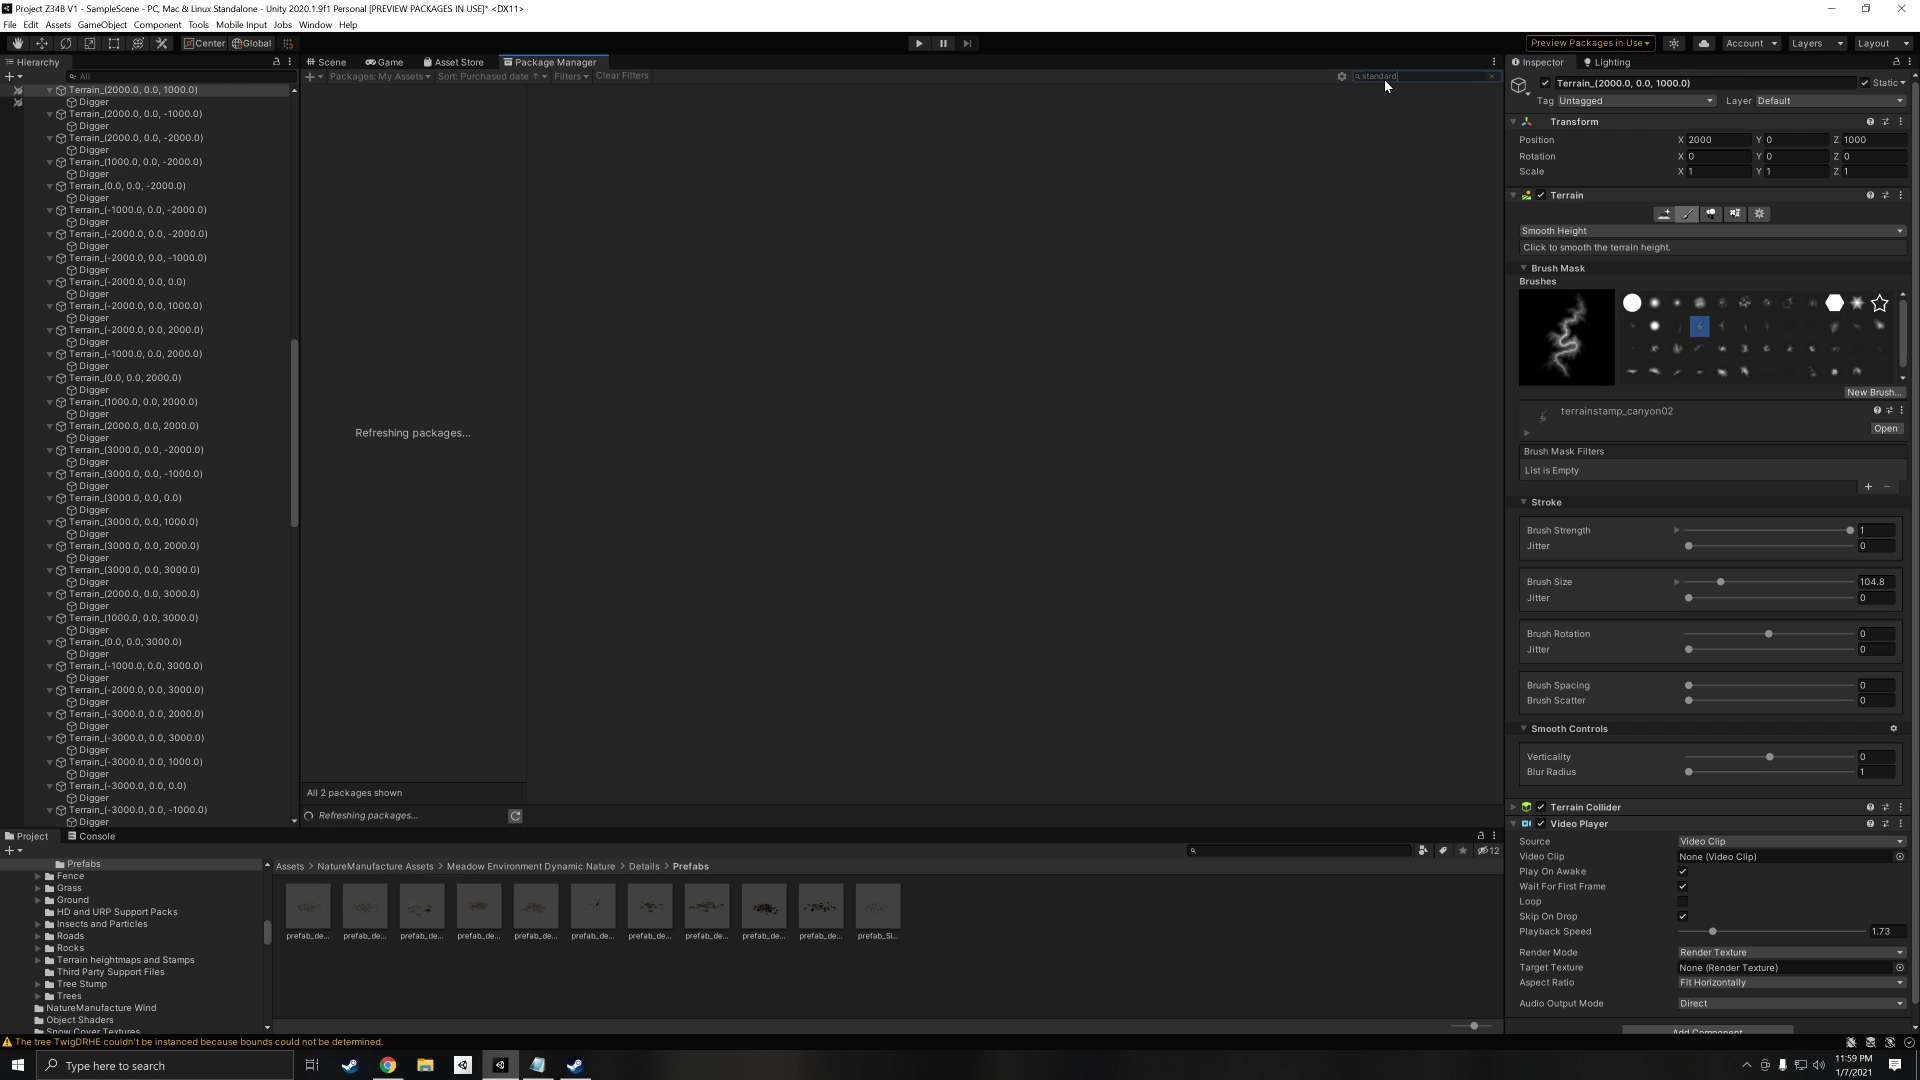 Project Z34B V1 - SampleScene - PC, Mac & Linux Standalone - Unity 2020.1.9f1 Personal [PREVIEW PACKAGES IN USE]* <DX11>
File Edit Assets GameObject Component Tools Mobile Input Jobs Window Help
Center Global Preview Packages in Use Account Layers Layout
Hierarchy Scene Game Asset Store Package Manager Inspector Lighting
All Packages: My Assets Sort: Purchased date ↑ Filters Clear Filters standard
Terrain_(2000.0, 0.0, 1000.0)
Digger
Terrain_(2000.0, 0.0, -1000.0)
Digger
Terrain_(2000.0, 0.0, -2000.0)
Digger
Terrain_(1000.0, 0.0, -2000.0)
Digger
Terrain_(0.0, 0.0, -2000.0)
Digger
Terrain_(-1000.0, 0.0, -2000.0)
Digger
Terrain_(-2000.0, 0.0, -2000.0)
Digger
Terrain_(-2000.0, 0.0, -1000.0)
Digger
Terrain_(-2000.0, 0.0, 0.0)
Digger
Terrain_(-2000.0, 0.0, 1000.0)
Digger
Terrain_(-2000.0, 0.0, 2000.0)
Digger
Terrain_(-1000.0, 0.0, 2000.0)
Digger
Terrain_(0.0, 0.0, 2000.0)
Digger
Terrain_(1000.0, 0.0, 2000.0)
Digger
Terrain_(2000.0, 0.0, 2000.0)
Digger
Terrain_(3000.0, 0.0, -2000.0)
Digger
Terrain_(3000.0, 0.0, -1000.0)
Digger
Terrain_(3000.0, 0.0, 0.0)
Digger
Terrain_(3000.0, 0.0, 1000.0)
Digger
Terrain_(3000.0, 0.0, 2000.0)
Digger
Terrain_(3000.0, 0.0, 3000.0)
Digger
Terrain_(2000.0, 0.0, 3000.0)
Digger
Terrain_(1000.0, 0.0, 3000.0)
Digger
Terrain_(0.0, 0.0, 3000.0)
Digger
Terrain_(-1000.0, 0.0, 3000.0)
Digger
Terrain_(-2000.0, 0.0, 3000.0)
Digger
Terrain_(-3000.0, 0.0, 2000.0)
Digger
Terrain_(-3000.0, 0.0, 3000.0)
Digger
Terrain_(-3000.0, 0.0, 1000.0)
Digger
Terrain_(-3000.0, 0.0, 0.0)
Digger
Terrain_(-3000.0, 0.0, -1000.0)
Digger
Refreshing packages...
All 2 packages shown
Refreshing packages...
Terrain_(2000.0, 0.0, 1000.0) Static
Tag Untagged Layer Default
Transform
Position X 2000 Y 0 Z 1000
Rotation X 0 Y 0 Z 0
Scale X 1 Y 1 Z 1
Terrain
Smooth Height
Click to smooth the terrain height.
Brush Mask
Brushes
New Brush...
terrainstamp_canyon02
Open
Brush Mask Filters
List is Empty
Stroke
Brush Strength 1
Jitter 0
Brush Size 104.8
Jitter 0
Brush Rotation 0
Jitter 0
Brush Spacing 0
Brush Scatter 0
Smooth Controls
Verticality 0
Blur Radius 1
Terrain Collider
Video Player
Source Video Clip
Video Clip None (Video Clip)
Play On Awake
Wait For First Frame
Loop
Skip On Drop
Playback Speed 1.73
Render Mode Render Texture
Target Texture None (Render Texture)
Aspect Ratio Fit Horizontally
Audio Output Mode Direct
Add Component
Project Console
12
Prefabs
Fence
Grass
Ground
HD and URP Support Packs
Insects and Particles
Roads
Rocks
Terrain heightmaps and Stamps
Third Party Support Files
Tree Stump
Trees
NatureManufacture Wind
Object Shaders
Snow Cover Textures
Assets > NatureManufacture Assets > Meadow Environment Dynamic Nature > Details > Prefabs
prefab_de... prefab_de... prefab_de... prefab_de... prefab_de... prefab_de... prefab_de... prefab_de... prefab_de... prefab_de... prefab_Si...
The tree TwigDRHE couldn't be instanced because bounds could not be determined.
Type here to search
11:59 PM
1/7/2021